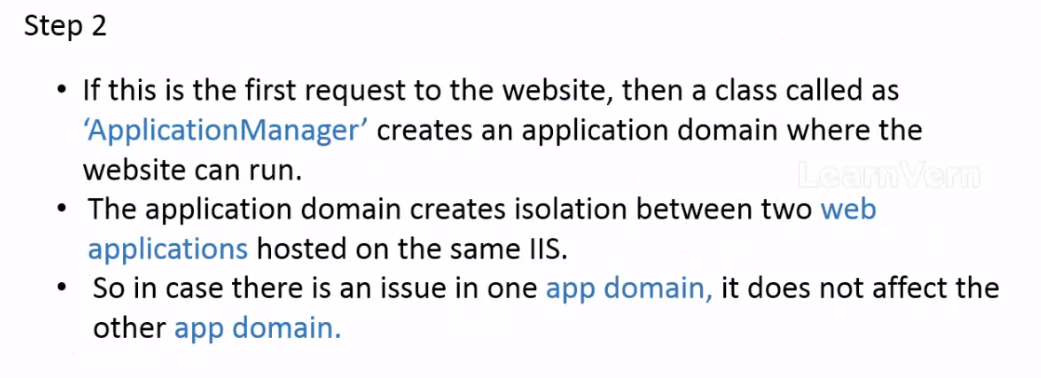 Step 2
• If this is the first request to the website, then a class called as
‘ApplicationManager’ creates an application domain where the
website can run.
LearnVern
• The application domain creates isolation between two web
applications hosted on the same IIS.
• So in case there is an issue in one app domain, it does not affect the
other app domain.